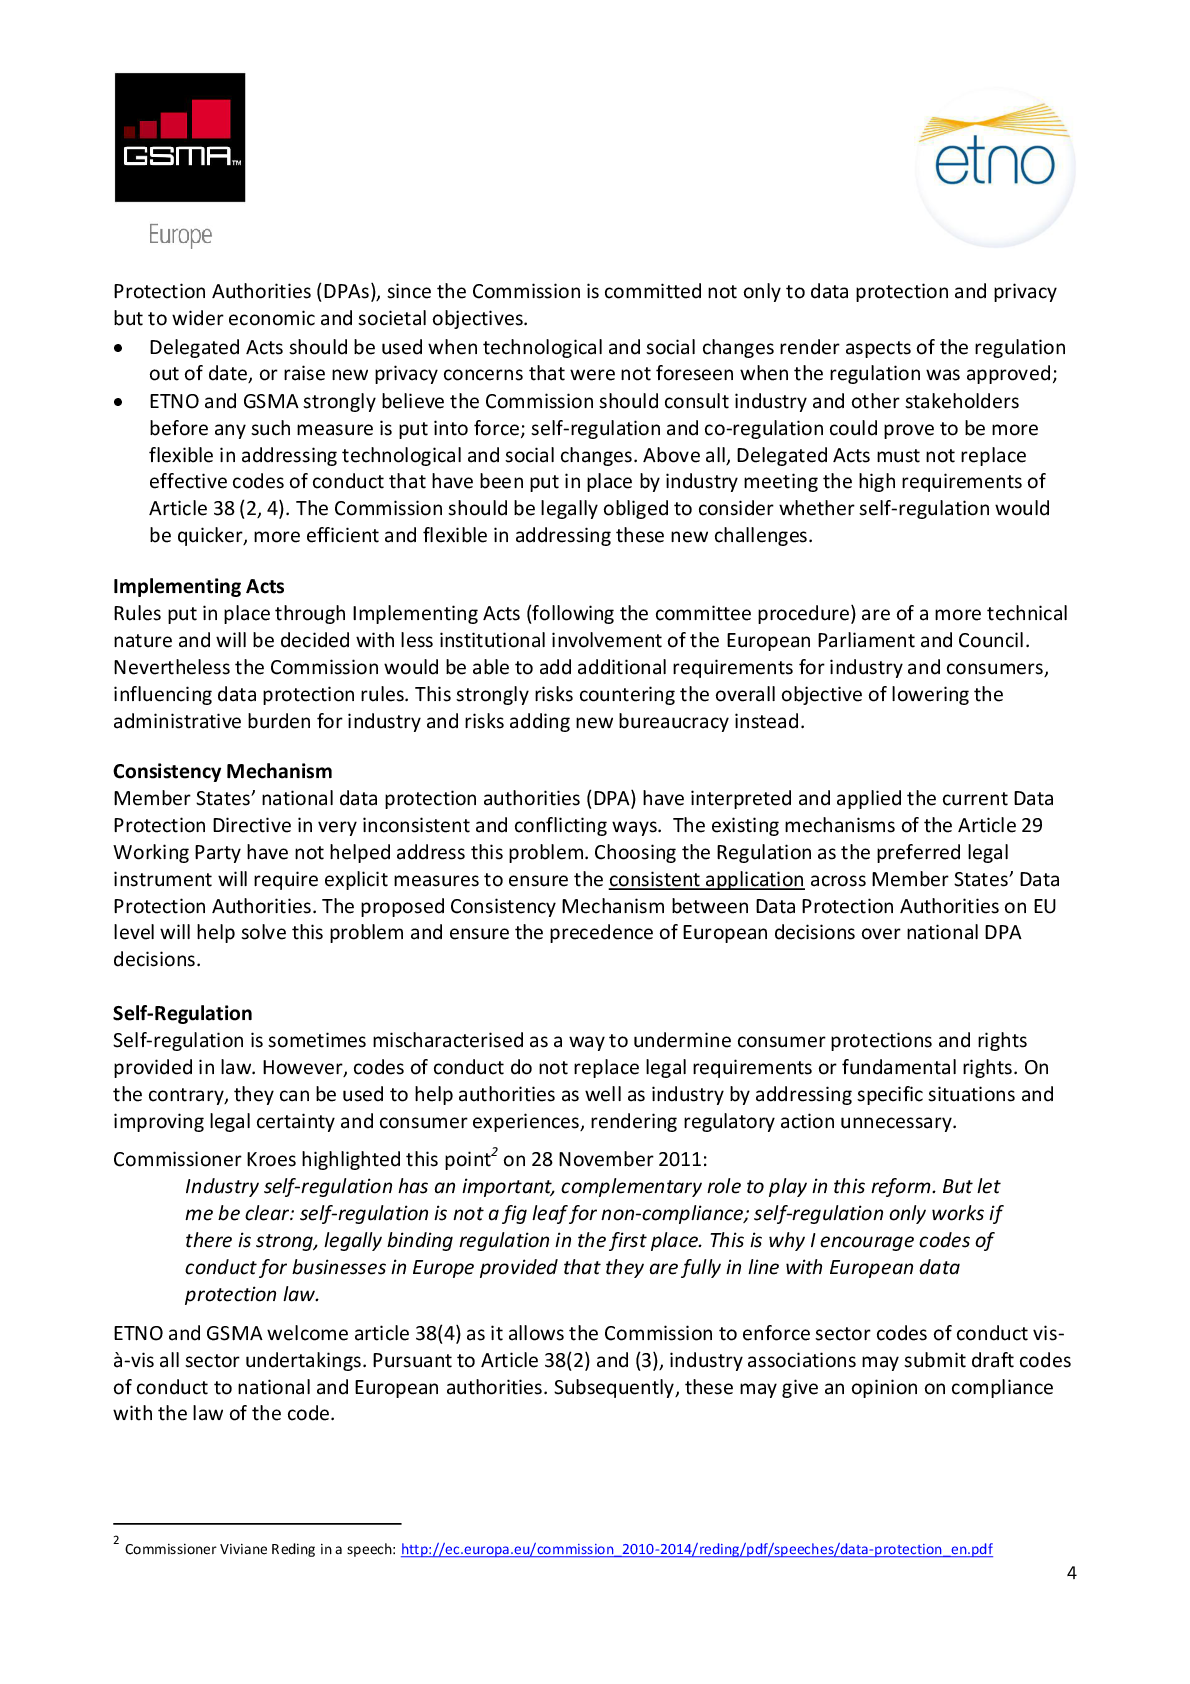 GSMA™
Europe
etno
Protection Authorities (DPAs), since the Commission is committed not only to data protection and privacy
but to wider economic and societal objectives.
• Delegated Acts should be used when technological and social changes render aspects of the regulation
out of date, or raise new privacy concerns that were not foreseen when the regulation was approved;
• ETNO and GSMA strongly believe the Commission should consult industry and other stakeholders
before any such measure is put into force; self-regulation and co-regulation could prove to be more
flexible in addressing technological and social changes. Above all, Delegated Acts must not replace
effective codes of conduct that have been put in place by industry meeting the high requirements of
Article 38 (2, 4). The Commission should be legally obliged to consider whether self-regulation would
be quicker, more efficient and flexible in addressing these new challenges.
Implementing Acts
Rules put in place through Implementing Acts (following the committee procedure) are of a more technical
nature and will be decided with less institutional involvement of the European Parliament and Council.
Nevertheless the Commission would be able to add additional requirements for industry and consumers,
influencing data protection rules. This strongly risks countering the overall objective of lowering the
administrative burden for industry and risks adding new bureaucracy instead.
Consistency Mechanism
Member States’ national data protection authorities (DPA) have interpreted and applied the current Data
Protection Directive in very inconsistent and conflicting ways.  The existing mechanisms of the Article 29
Working Party have not helped address this problem. Choosing the Regulation as the preferred legal
instrument will require explicit measures to ensure the consistent application across Member States’ Data
Protection Authorities. The proposed Consistency Mechanism between Data Protection Authorities on EU
level will help solve this problem and ensure the precedence of European decisions over national DPA
decisions.
Self-Regulation
Self-regulation is sometimes mischaracterised as a way to undermine consumer protections and rights
provided in law. However, codes of conduct do not replace legal requirements or fundamental rights. On
the contrary, they can be used to help authorities as well as industry by addressing specific situations and
improving legal certainty and consumer experiences, rendering regulatory action unnecessary.
Commissioner Kroes highlighted this point2 on 28 November 2011:
Industry self-regulation has an important, complementary role to play in this reform. But let
me be clear: self-regulation is not a fig leaf for non-compliance; self-regulation only works if
there is strong, legally binding regulation in the first place. This is why I encourage codes of
conduct for businesses in Europe provided that they are fully in line with European data
protection law.
ETNO and GSMA welcome article 38(4) as it allows the Commission to enforce sector codes of conduct vis-
à-vis all sector undertakings. Pursuant to Article 38(2) and (3), industry associations may submit draft codes
of conduct to national and European authorities. Subsequently, these may give an opinion on compliance
with the law of the code.
2 Commissioner Viviane Reding in a speech: http://ec.europa.eu/commission_2010-2014/reding/pdf/speeches/data-protection_en.pdf
4